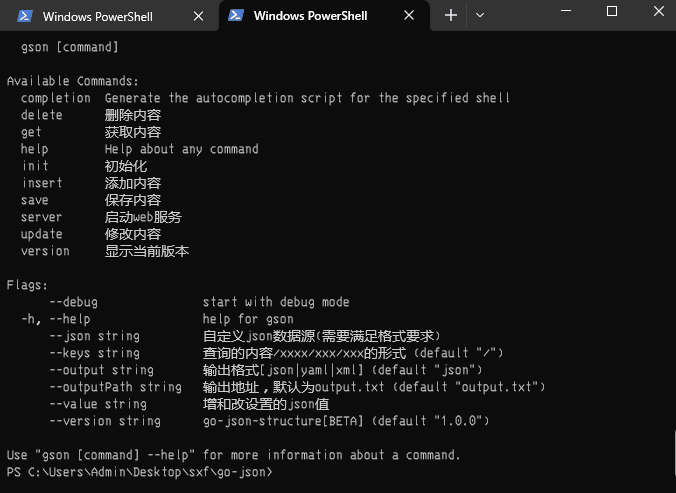 Windows PowerShell
Windows PowerShell
gson [command]
Available Commands:
completion  Generate the autocompletion script for the specified shell
delete      删除内容
get         获取内容
help        Help about any command
init        初始化
insert      添加内容
save        保存内容
server      启动web服务
update      修改内容
version     显示当前版本
Flags:
      --debug               start with debug mode
  -h, --help                help for gson
      --json string         自定义json数据源(需要满足格式要求)
      --keys string         查询的内容/xxxx/xxx/xxx的形式 (default "/")
      --output string       输出格式[json|yaml|xml] (default "json")
      --outputPath string   输出地址，默认为output.txt (default "output.txt")
      --value string        增和改设置的json值
      --version string      go-json-structure[BETA] (default "1.0.0")
Use "gson [command] --help" for more information about a command.
PS C:\Users\Admin\Desktop\sxf\go-json>